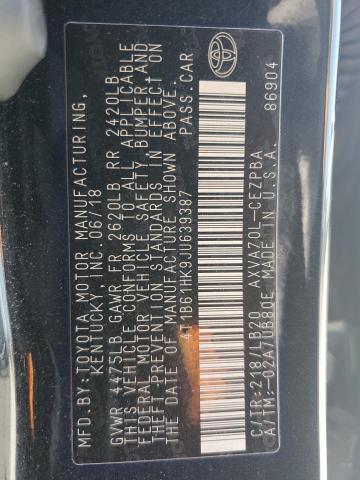 MFD.BY:TOYOTA MOTOR MANUFACTURING,
KENTUCKY, INC.06/18
GVWR 4475LB GAWR FR 2620LB RR 2420LB
THIS VEHICLE CONFORMS TO ALL APPLICABLE
FEDERAL MOTOR VEHICLE SAFETY, BUMPER, AND
THEFT PREVENTION STANDARDS IN EFFECT ON
THE DATE OF MANUFACTURE SHOWN ABOVE.
4T1B61HK9JU639387 PASS.CAR
C/TR:218/LB20 AXVA70L-CEZPBA
A/TM:-02A/UB80E MADE IN U.S.A.
86904